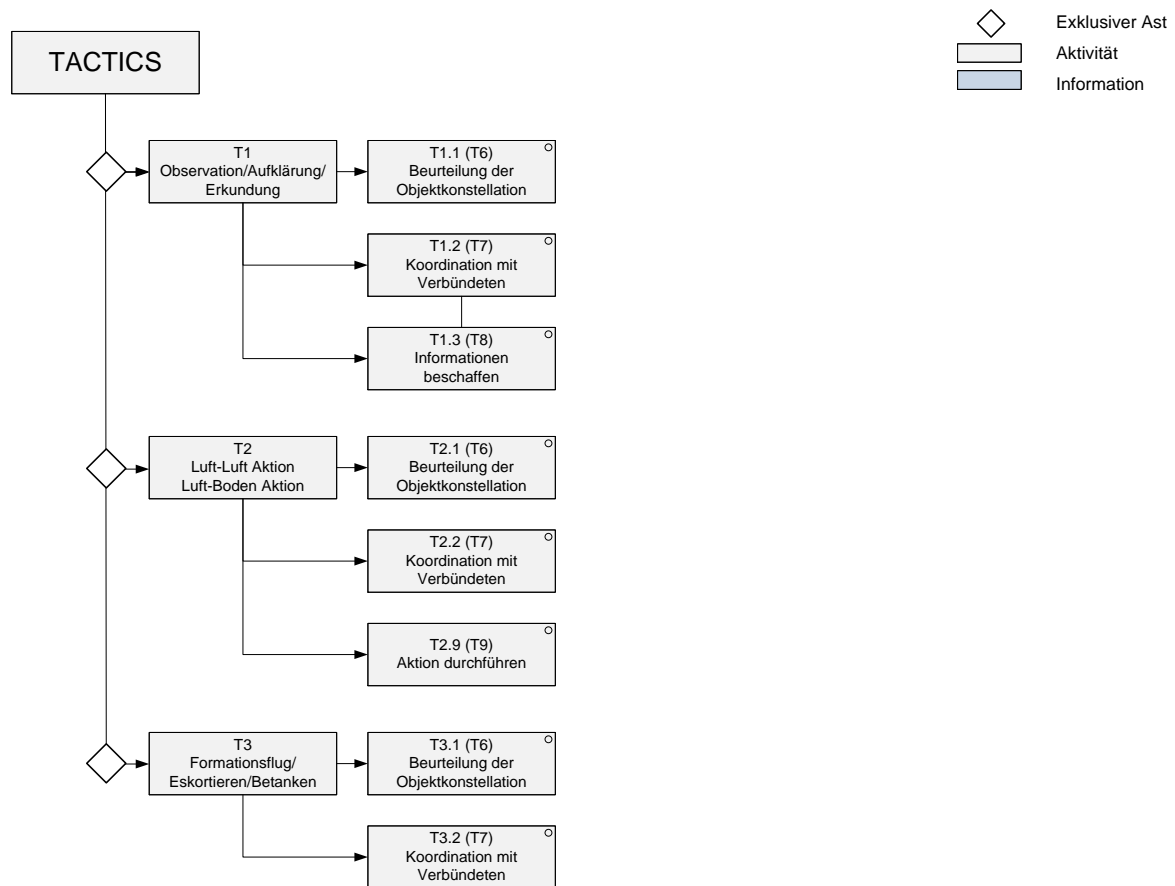 TACTICS
Exklusiver Ast
Aktivität
Information
T1
Observation/Aufklärung/
Erkundung
T1.1 (T6)
Beurteilung der
Objektkonstellation
T1.2 (T7)
Koordination mit
Verbündeten
T1.3 (T8)
Informationen
beschaffen
T2
Luft-Luft Aktion
Luft-Boden Aktion
T2.1 (T6)
Beurteilung der
Objektkonstellation
T2.2 (T7)
Koordination mit
Verbündeten
T2.9 (T9)
Aktion durchführen
T3
Formationsflug/
Eskortieren/Betanken
T3.1 (T6)
Beurteilung der
Objektkonstellation
T3.2 (T7)
Koordination mit
Verbündeten